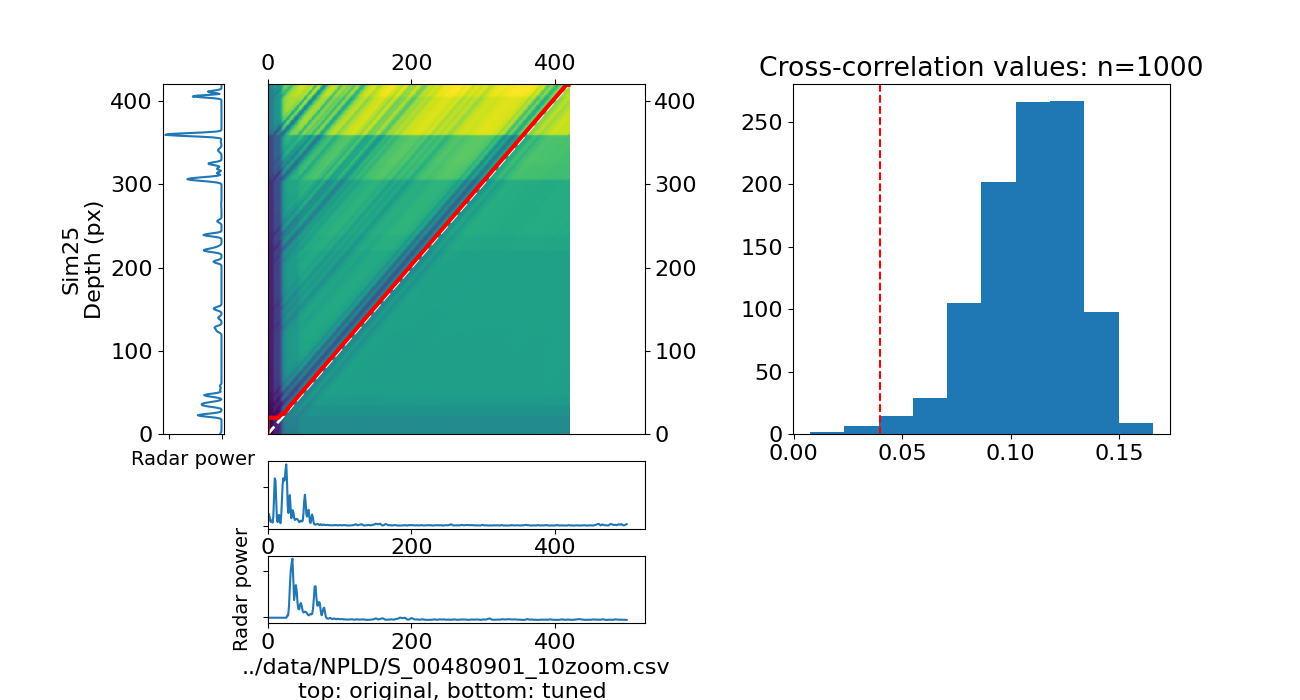 0 200 400
Cross-correlation values: n=1000
Sim25
Depth (px)
400
300
200
100
0
400
300
200
100
0
250
200
150
100
50
0
0.00 0.05 0.10 0.15
Radar power
0 200 400
Radar power
0 200 400
../data/NPLD/S_00480901_10zoom.csv
top: original, bottom: tuned